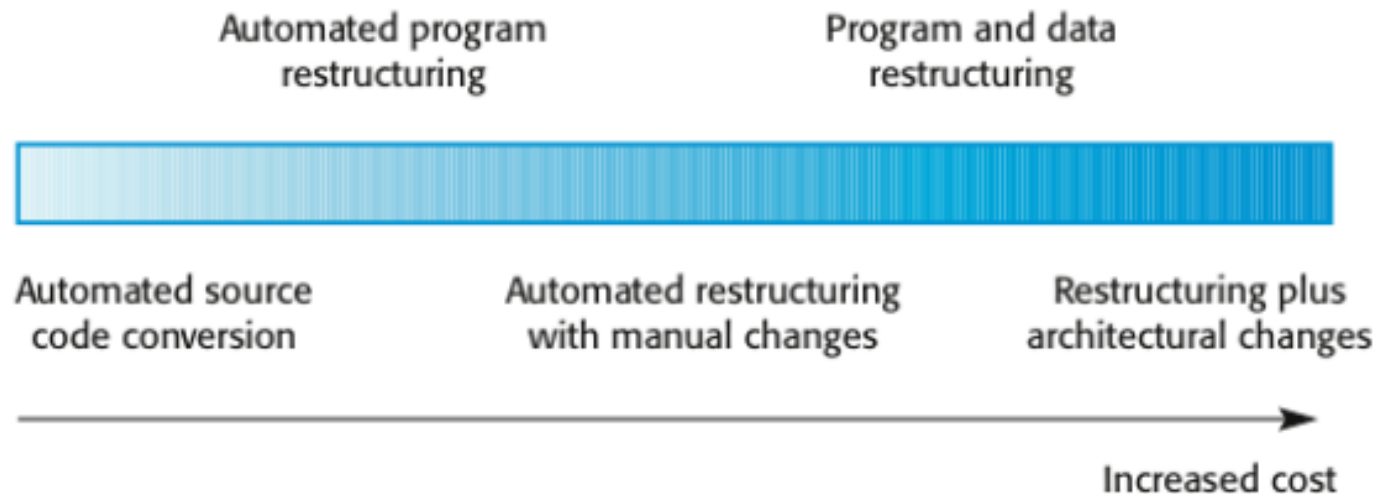 Automated program
restructuring
Program and data
restructuring
Automated source
code conversion
Automated restructuring
with manual changes
Restructuring plus
architectural changes
Increased cost